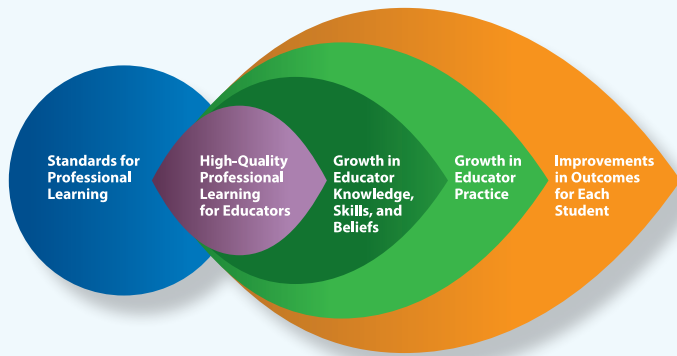 Standards for
Professional
Learning
High-Quality
Professional
Learning
for Educators
Growth in
Educator
Knowledge,
Skills, and
Beliefs
Growth in
Educator
Practice
Improvements
in Outcomes
for Each
Student